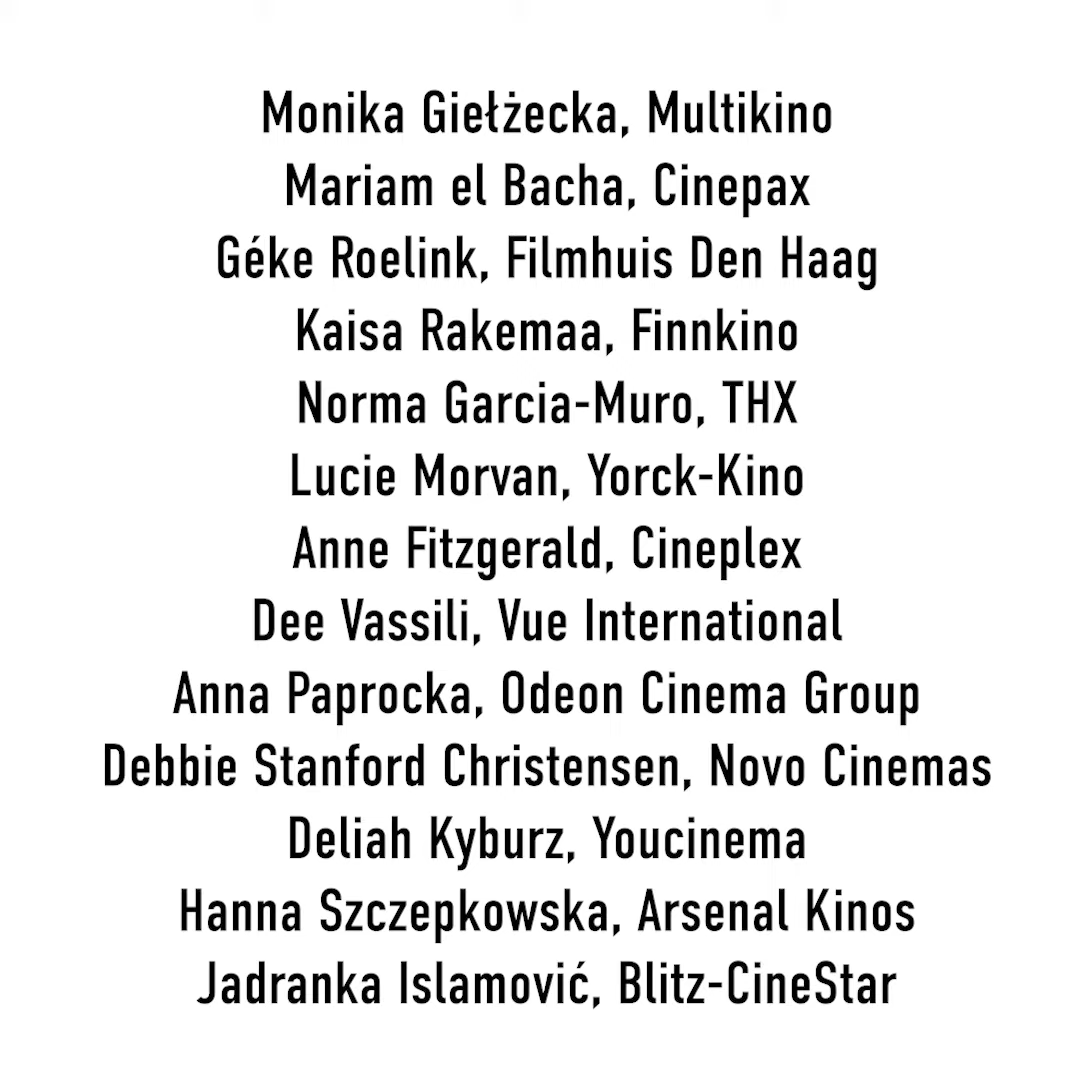 Monika Giełżecka, Multikino
Mariam el Bacha, Cinepax
Géke Roelink, Filmhuis Den Haag
Kaisa Rakemaa, Finnkino
Norma Garcia-Muro, THX
Lucie Morvan, Yorck-Kino
Anne Fitzgerald, Cineplex
Dee Vassili, Vue International
Anna Paprocka, Odeon Cinema Group
Debbie Stanford Christensen, Novo Cinemas
Deliah Kyburz, Youcinema
Hanna Szczepkowska, Arsenal Kinos
Jadranka Islamović, Blitz-CineStar